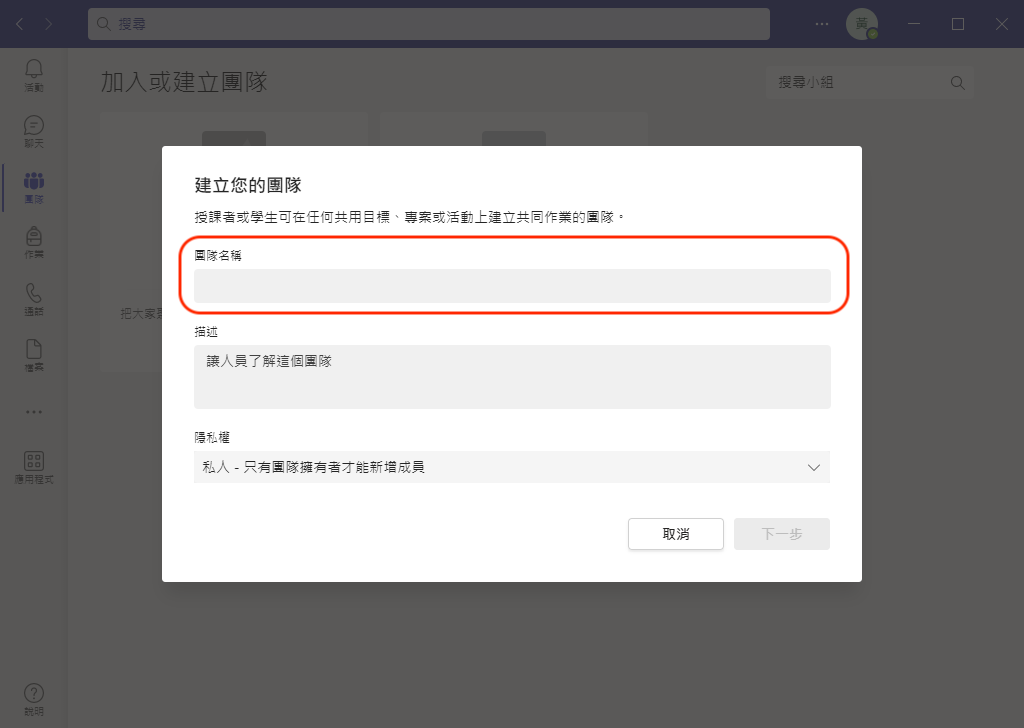 搜尋
黃
活動
聊天
團隊
作業
通話
檔案
應用程式
說明
加入或建立團隊
搜尋小組
把大家
建立您的團隊
授課者或學生可在任何共用目標、專案或活動上建立共同作業的團隊。
團隊名稱
描述
讓人員了解這個團隊
隱私權
私人 - 只有團隊擁有者才能新增成員
取消
下一步